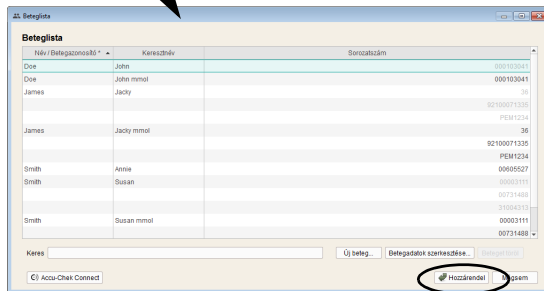 Beteglista
Beteglista
Név / Betegazonosító * Keresztnév Sorozatszám
Doe John 000103041
Doe John mmol 000103041
James Jacky 36
92100071335
PEM1234
James Jacky mmol 36
92100071335
PEM1234
Smith Annie 00605527
Smith Susan 00003111
00731488
31004313
Smith Susan mmol 00003111
00731488
Keres Új beteg... Betegadatok szerkesztése...
Accu-Chek Connect Hozzárendel Mégsem